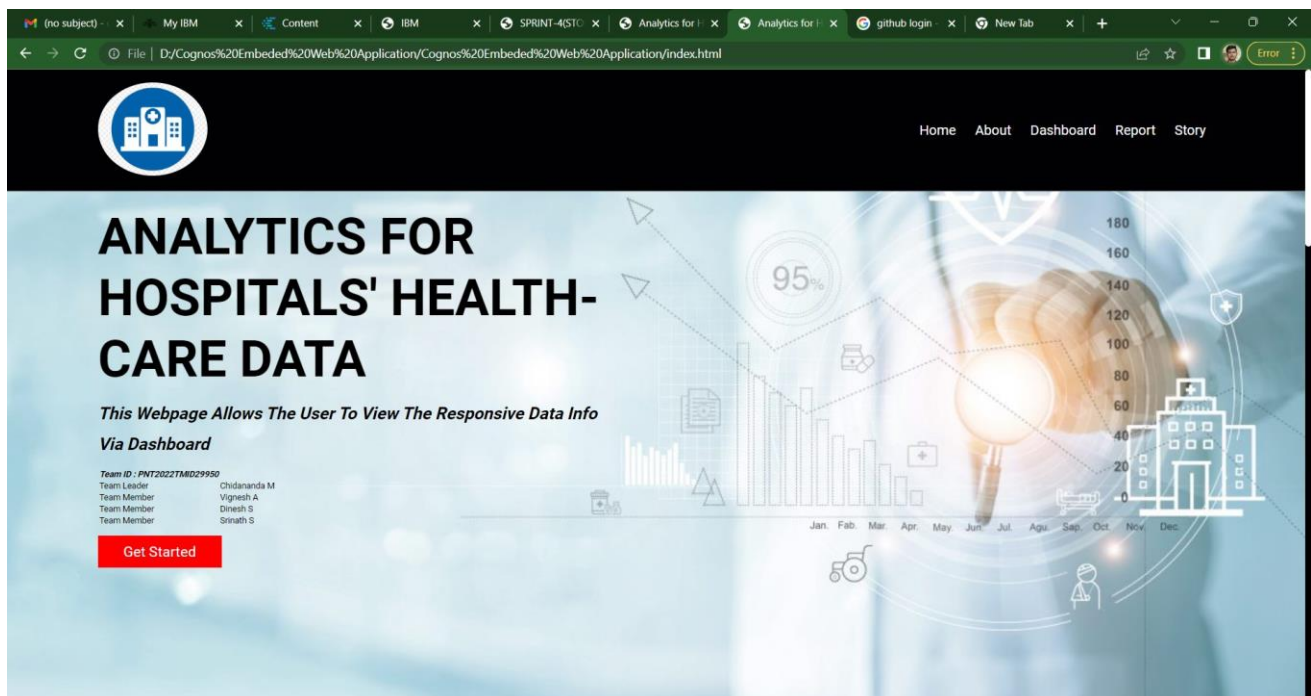 (no subject) -
My IBM
Content
IBM
SPRINT-4(STO
Analytics for H
Analytics for H
github login -
New Tab
File | D:/Cognos%20Embeded%20Web%20Application/Cognos%20Embeded%20Web%20Application/index.html
Error
Home About Dashboard Report Story
ANALYTICS FOR
HOSPITALS' HEALTH-
CARE DATA
This Webpage Allows The User To View The Responsive Data Info
Via Dashboard
Team ID : PNT2022TMID29950
Team Leader Chidananda M
Team Member Vignesh A
Team Member Dinesh S
Team Member Srinath S
Get Started
95%
180
160
140
120
100
80
60
40
20
0
Jan. Fab. Mar. Apr. May. Jun. Jul. Agu. Sap. Oct. Nov. Dec.